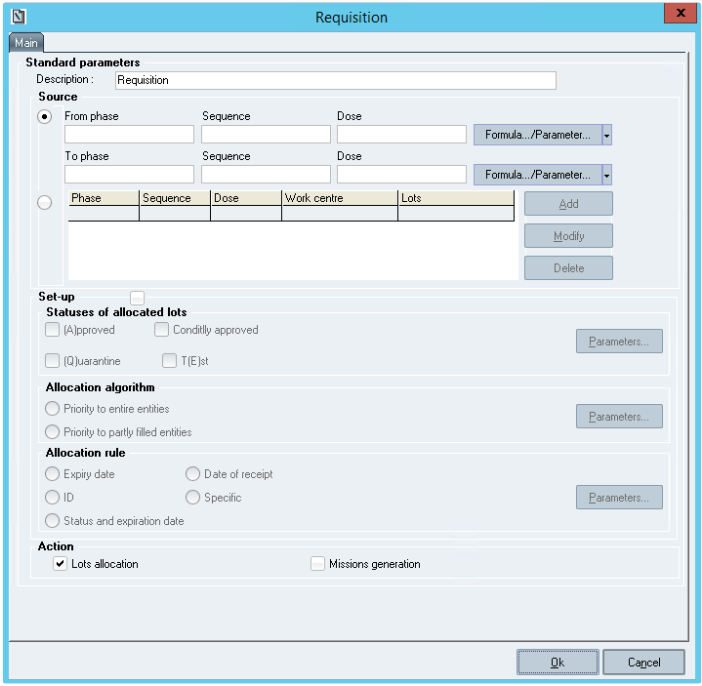 Requisition
x
Main
Standard parameters
Description : Requisition
Source
From phase Sequence Dose
Formula.../Parameter...
To phase Sequence Dose
Formula.../Parameter...
Phase Sequence Dose Work centre Lots
Add
Modify
Delete
Set-up
Statuses of allocated lots
(A)pproved Conditlly approved
Parameters...
(Q)uarantine T(E)st
Allocation algorithm
Priority to entire entities
Parameters...
Priority to partly filled entities
Allocation rule
Expiry date Date of receipt
ID Specific
Parameters...
Status and expiration date
Action
Lots allocation Missions generation
Ok Cancel